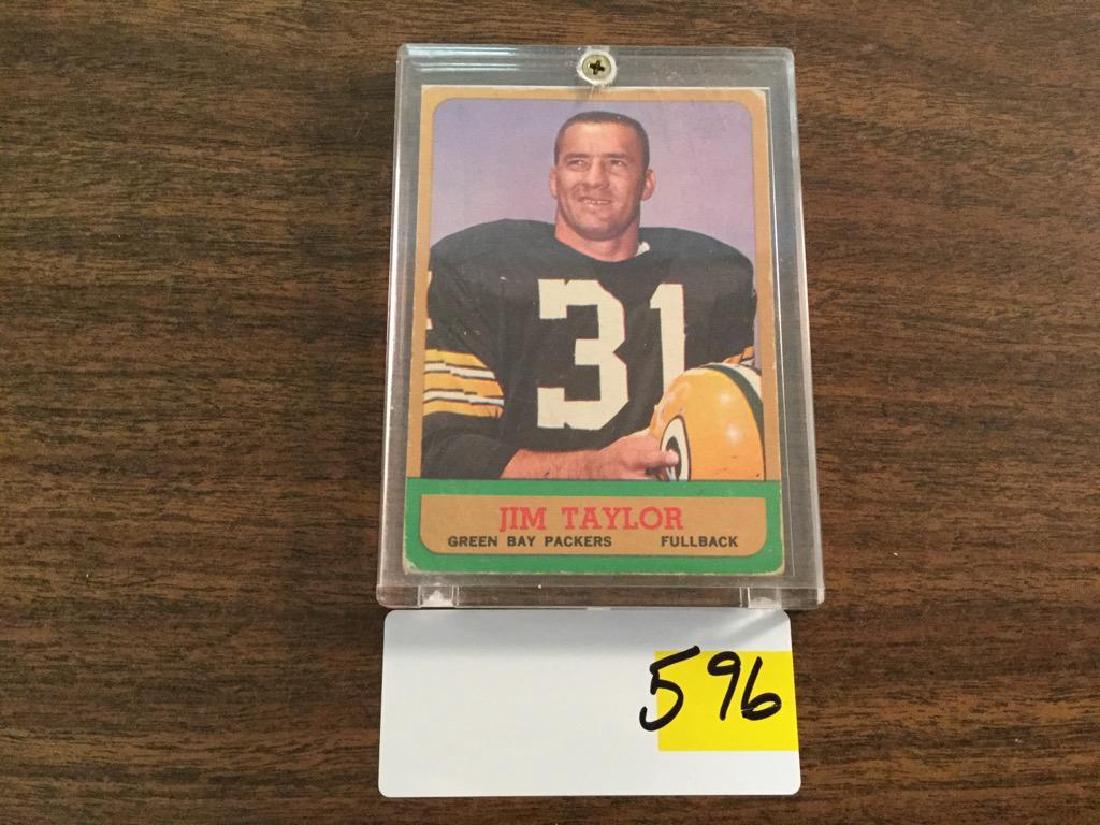 31
JIM TAYLOR
GREEN BAY PACKERS FULLBACK
596